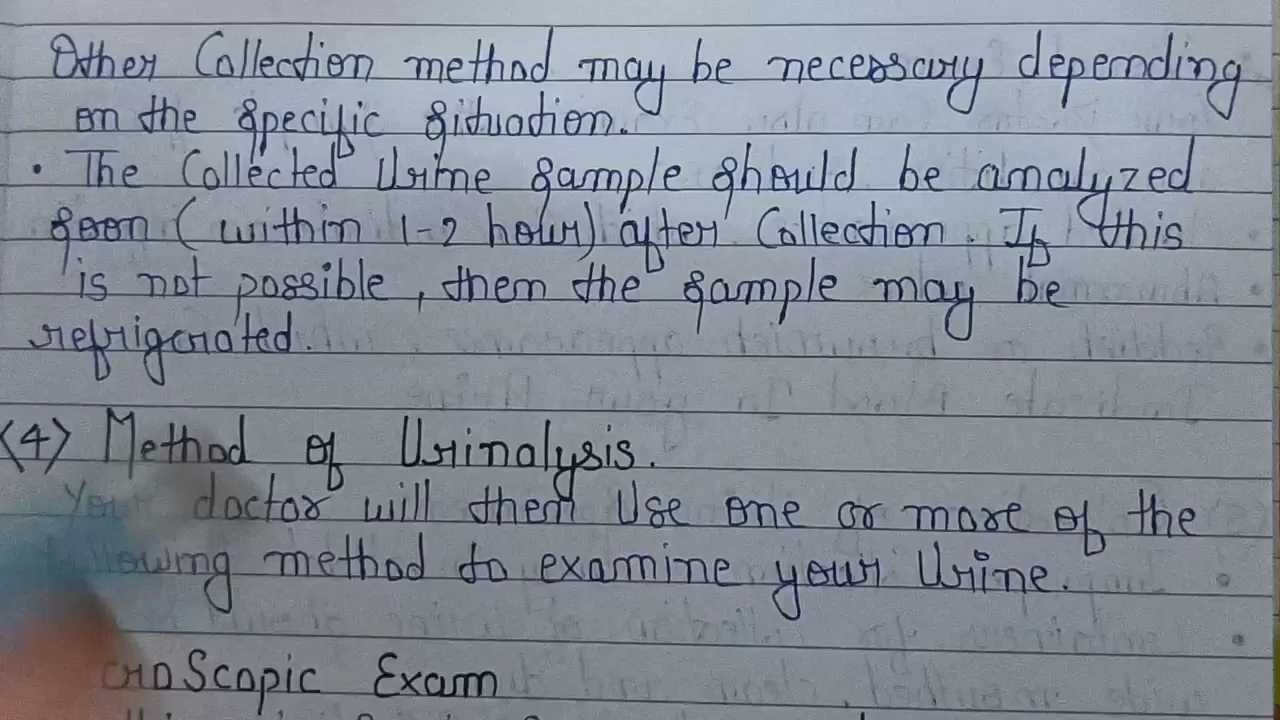 Other Collection method may be necessary depending
on the specific situation.
• The Collected Urine sample should be analyzed
soon (within 1-2 hour) after Collection. If this
is not possible, then the sample may be
refrigerated.
(4) Method of Urinalysis.
Your doctor will then Use one or more of the
method to examine your Urine.
Exam